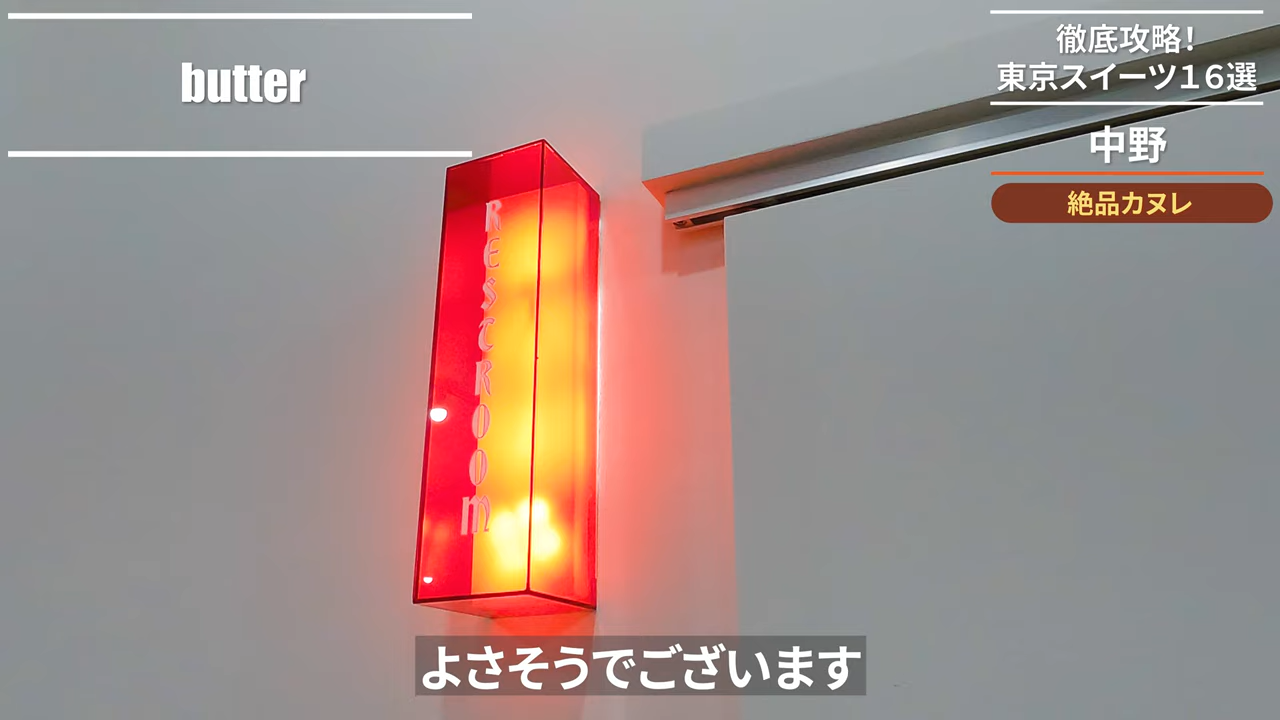 butter
徹底攻略!
東京スイーツ16選
中野
絶品カヌレ
RESTROOM
よさそうでございます